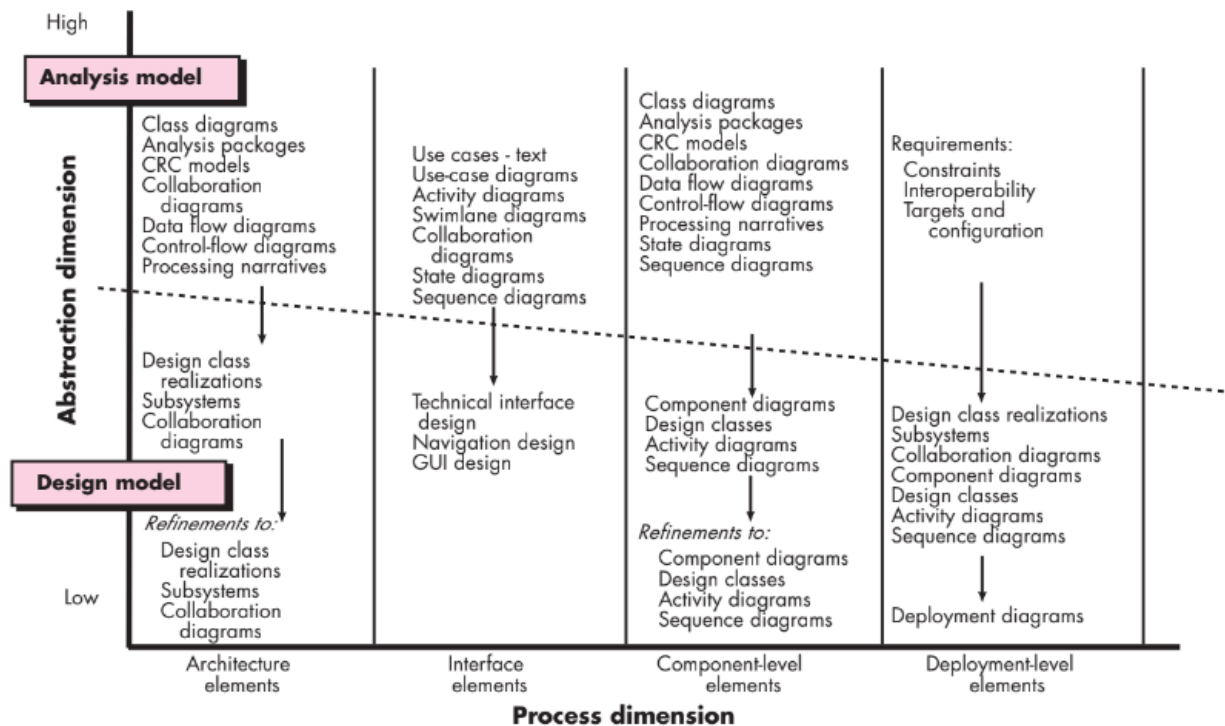 High
Analysis model
Abstraction dimension
Design model
Low
Class diagrams
Analysis packages
CRC models
Collaboration
diagrams
Data flow diagrams
Control-flow diagrams
Processing narratives
Design class
realizations
Subsystems
Collaboration
diagrams
Refinements to:
Design class
realizations
Subsystems
Collaboration
diagrams
Architecture
elements
Use cases - text
Use-case diagrams
Activity diagrams
Swimlane diagrams
Collaboration
diagrams
State diagrams
Sequence diagrams
Technical interface
design
Navigation design
GUI design
Interface
elements
Class diagrams
Analysis packages
CRC models
Collaboration diagrams
Data flow diagrams
Control-flow diagrams
Processing narratives
State diagrams
Sequence diagrams
Component diagrams
Design classes
Activity diagrams
Sequence diagrams
Refinements to:
Component diagrams
Design classes
Activity diagrams
Sequence diagrams
Component-level
elements
Requirements:
Constraints
Interoperability
Targets and
configuration
Design class realizations
Subsystems
Collaboration diagrams
Component diagrams
Design classes
Activity diagrams
Sequence diagrams
Deployment diagrams
Deployment-level
elements
Process dimension